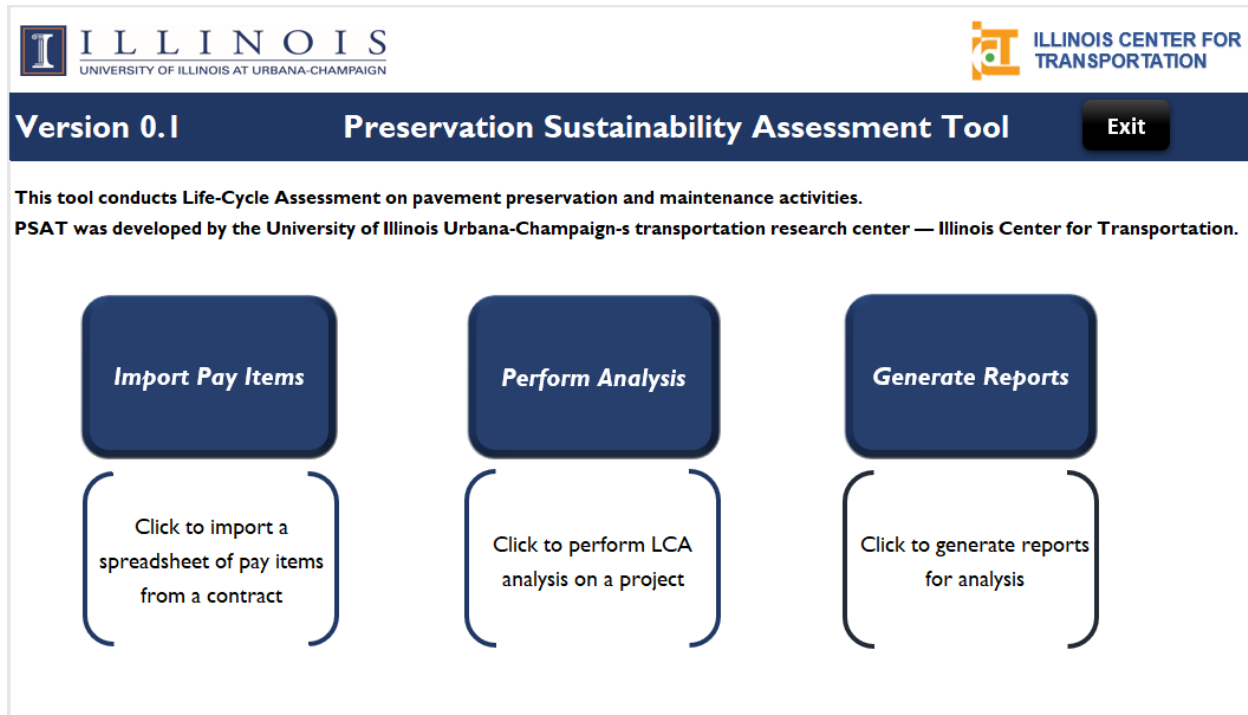 ILLINOIS
UNIVERSITY OF ILLINOIS AT URBANA-CHAMPAIGN
ILLINOIS CENTER FOR
TRANSPORTATION
Version 0.1
Preservation Sustainability Assessment Tool
Exit
This tool conducts Life-Cycle Assessment on pavement preservation and maintenance activities.
PSAT was developed by the University of Illinois Urbana-Champaign-s transportation research center — Illinois Center for Transportation.
Import Pay Items
Perform Analysis
Generate Reports
Click to import a
spreadsheet of pay items
from a contract
Click to perform LCA
analysis on a project
Click to generate reports
for analysis